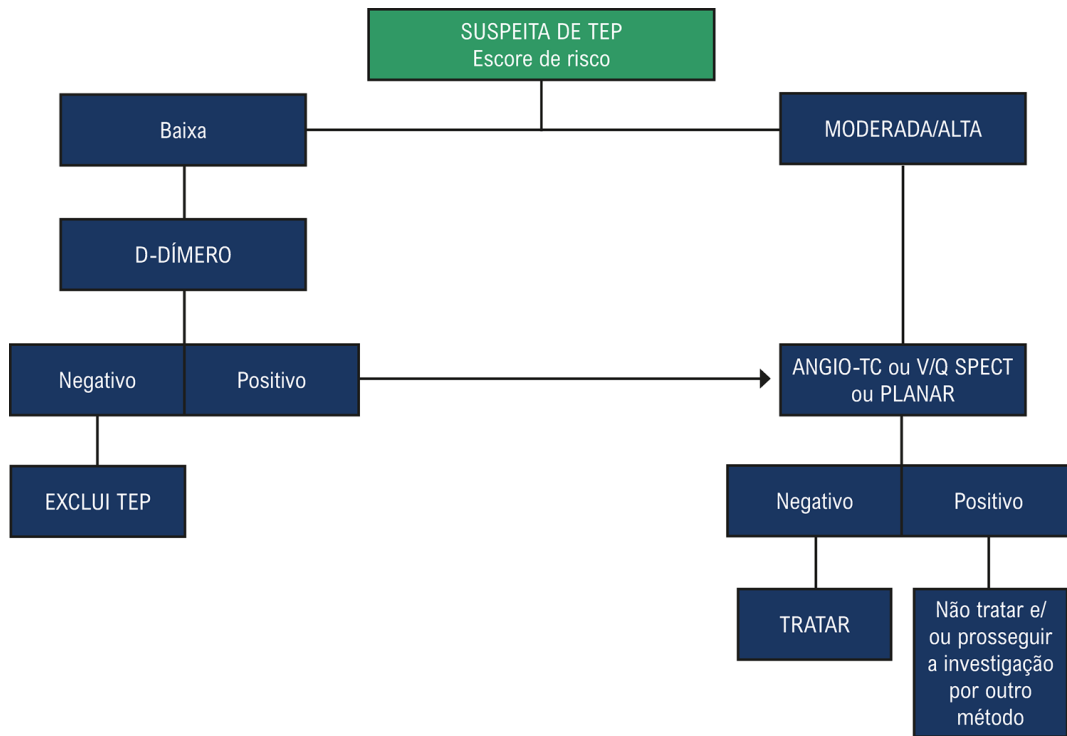 SUSPEITA DE TEP
Escore de risco
Baixa
MODERADA/ALTA
D-DÍMERO
Negativo
Positivo
ANGIO-TC ou V/Q SPECT
ou PLANAR
EXCLUI TEP
Negativo
Positivo
TRATAR
Não tratar e/
ou prosseguir
a investigação
por outro
método